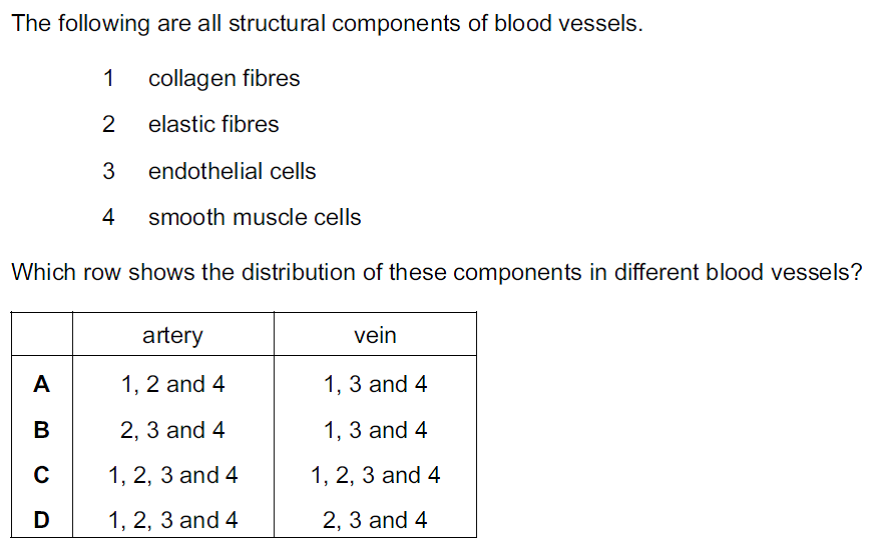 The following are all structural components of blood vessels.
1 collagen fibres
2 elastic fibres
3 endothelial cells
4 smooth muscle cells
Which row shows the distribution of these components in different blood vessels?
artery vein
A 1, 2 and 4 1, 3 and 4
B 2, 3 and 4 1, 3 and 4
C 1, 2, 3 and 4 1, 2, 3 and 4
D 1, 2, 3 and 4 2, 3 and 4